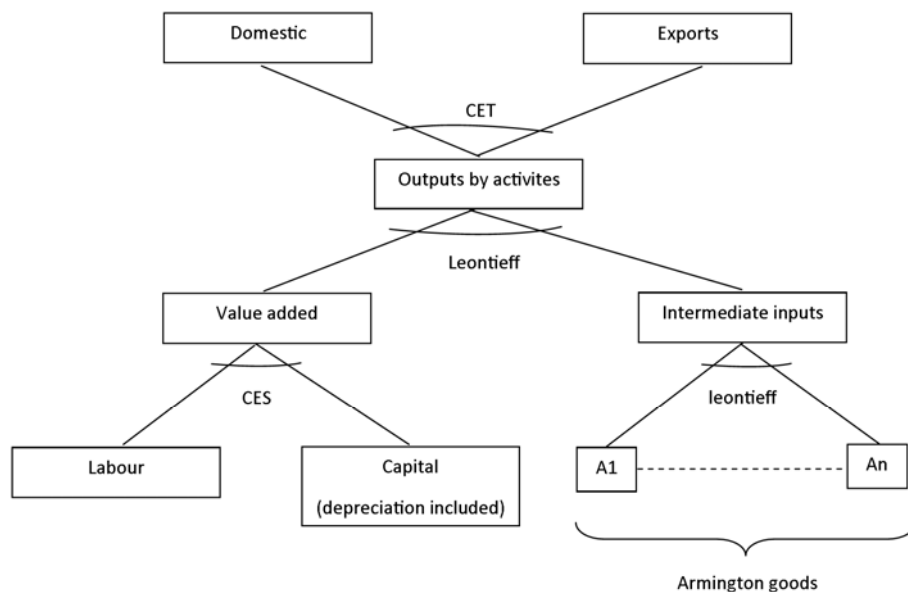 Domestic
Exports
CET
Outputs by activites
Leontieff
Value added
Intermediate inputs
CES
leontieff
Labour
Capital
(depreciation included)
A1
An
Armington goods